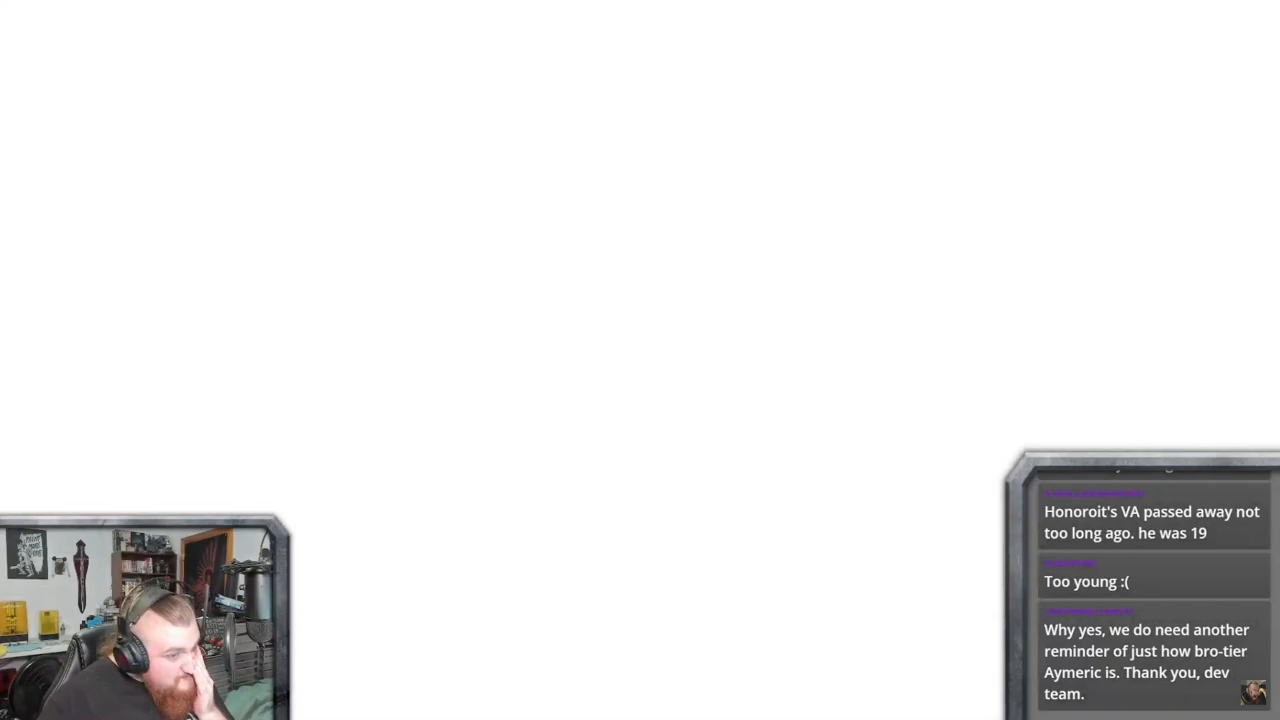 Honoroit's VA passed away not
too long ago. he was 19
Too young :(
Why yes, we do need another
reminder of just how bro-tier
Aymeric is. Thank you, dev
team.